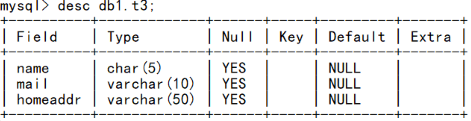 mysql> desc db1.t3;
+----------+-------------+------+-----+---------+-------+
| Field    | Type        | Null | Key | Default | Extra |
+----------+-------------+------+-----+---------+-------+
| name     | char(5)     | YES  |     | NULL    |       |
| mail     | varchar(10) | YES  |     | NULL    |       |
| homeaddr | varchar(50) | YES  |     | NULL    |       |
+----------+-------------+------+-----+---------+-------+